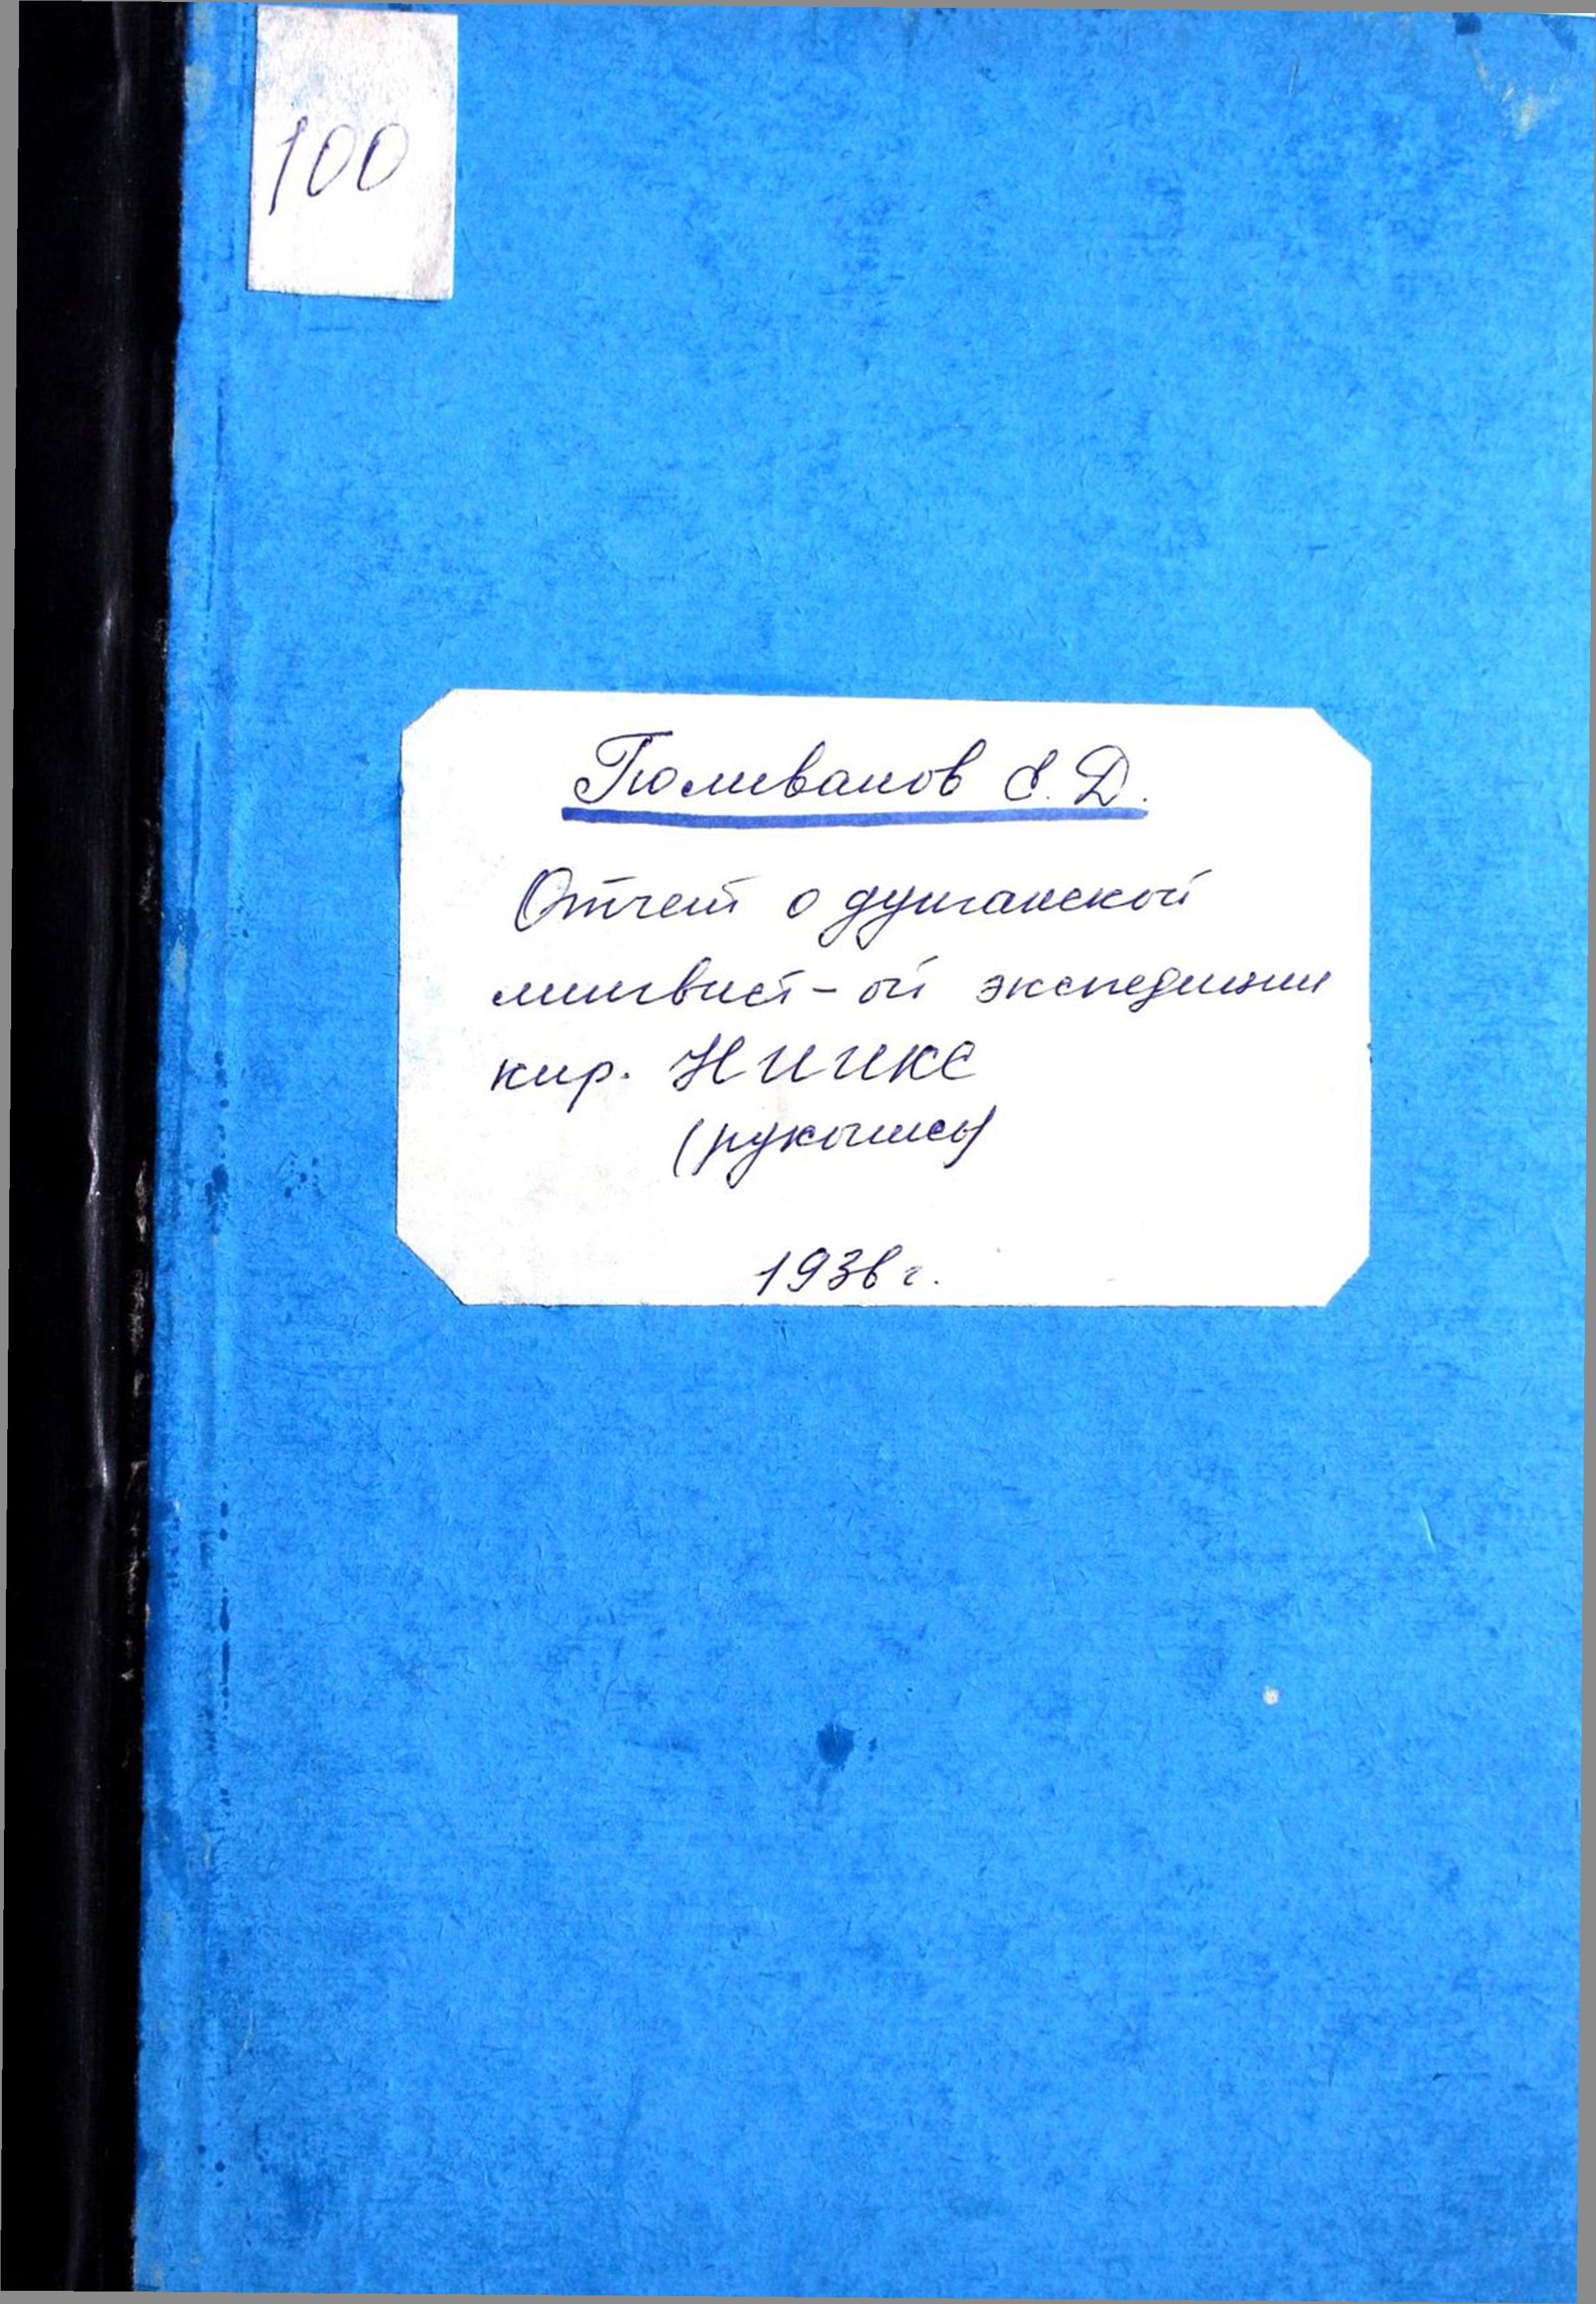 100
Поливанов Е. Д.
Отчет о дунганской
лингвист-ой экспедиции
кир. НИИКС
(рукопись)
1936 г.